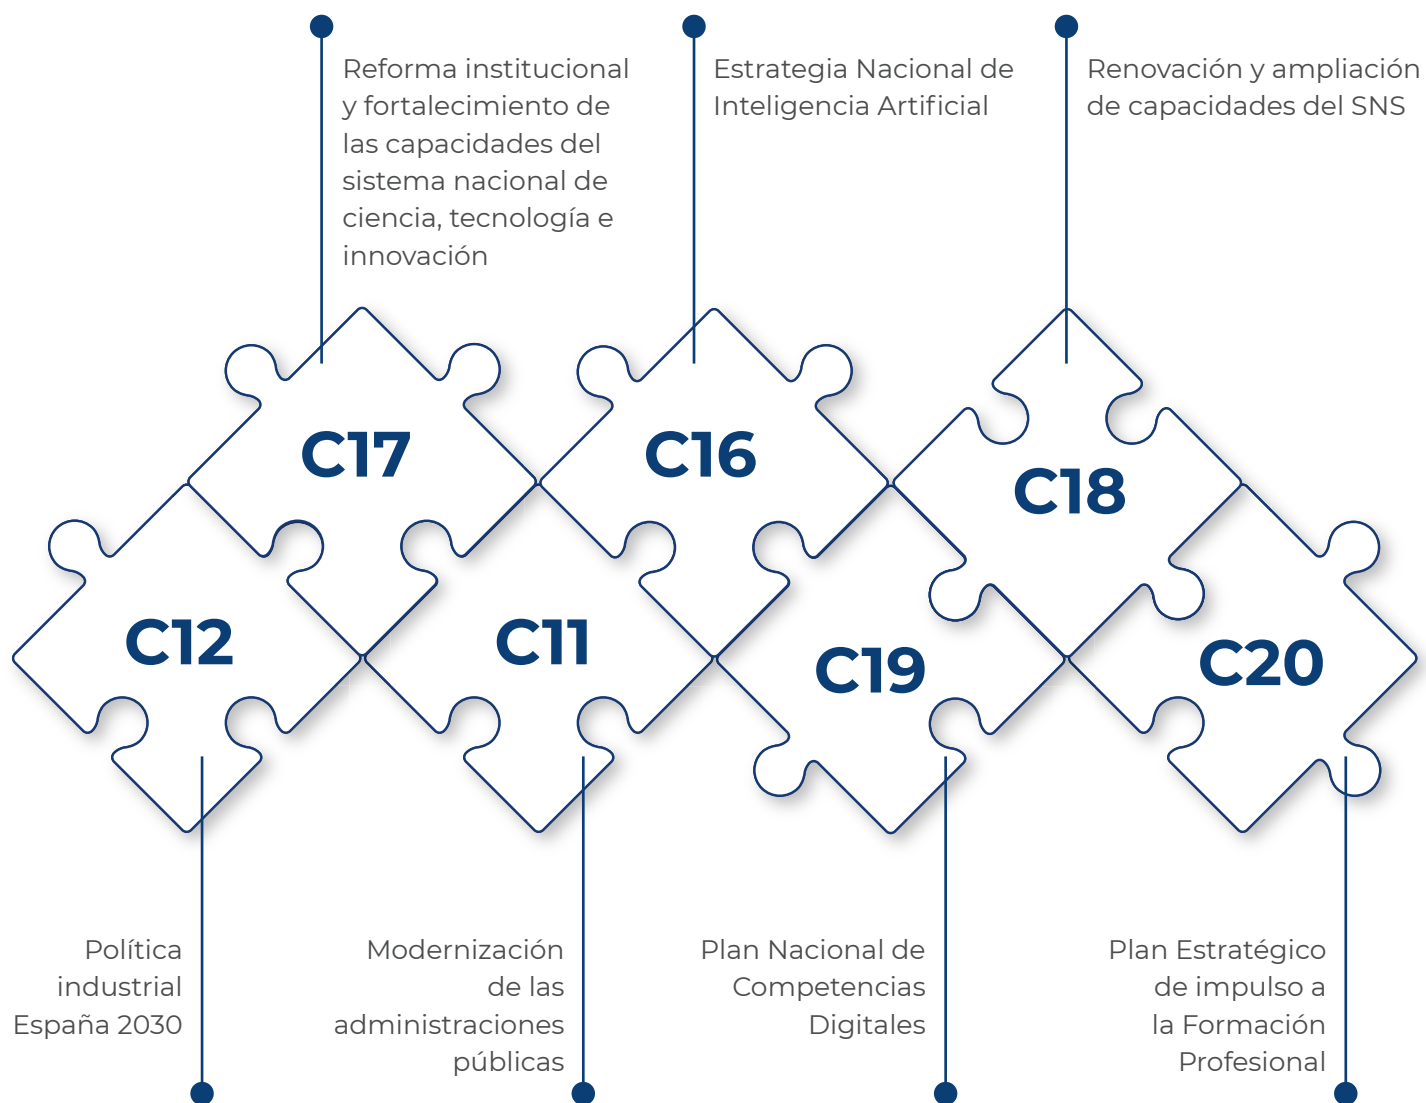 Reforma institucional
y fortalecimiento de
las capacidades del
sistema nacional de
ciencia, tecnología e
innovación
Estrategia Nacional de
Inteligencia Artificial
Renovación y ampliación
de capacidades del SNS
C17
C16
C18
C12
C11
C19
C20
Política
industrial
España 2030
Modernización
de las
administraciones
públicas
Plan Nacional de
Competencias
Digitales
Plan Estratégico
de impulso a
la Formación
Profesional